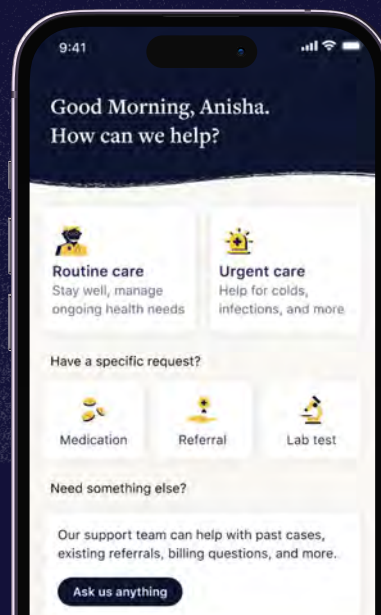 9:41
Good Morning, Anisha.
How can we help?
Routine care
Stay well, manage
ongoing health needs
Urgent care
Help for colds,
infections, and more
Have a specific request?
Medication
Referral
Lab test
Need something else?
Our support team can help with past cases,
existing referrals, billing questions, and more.
Ask us anything